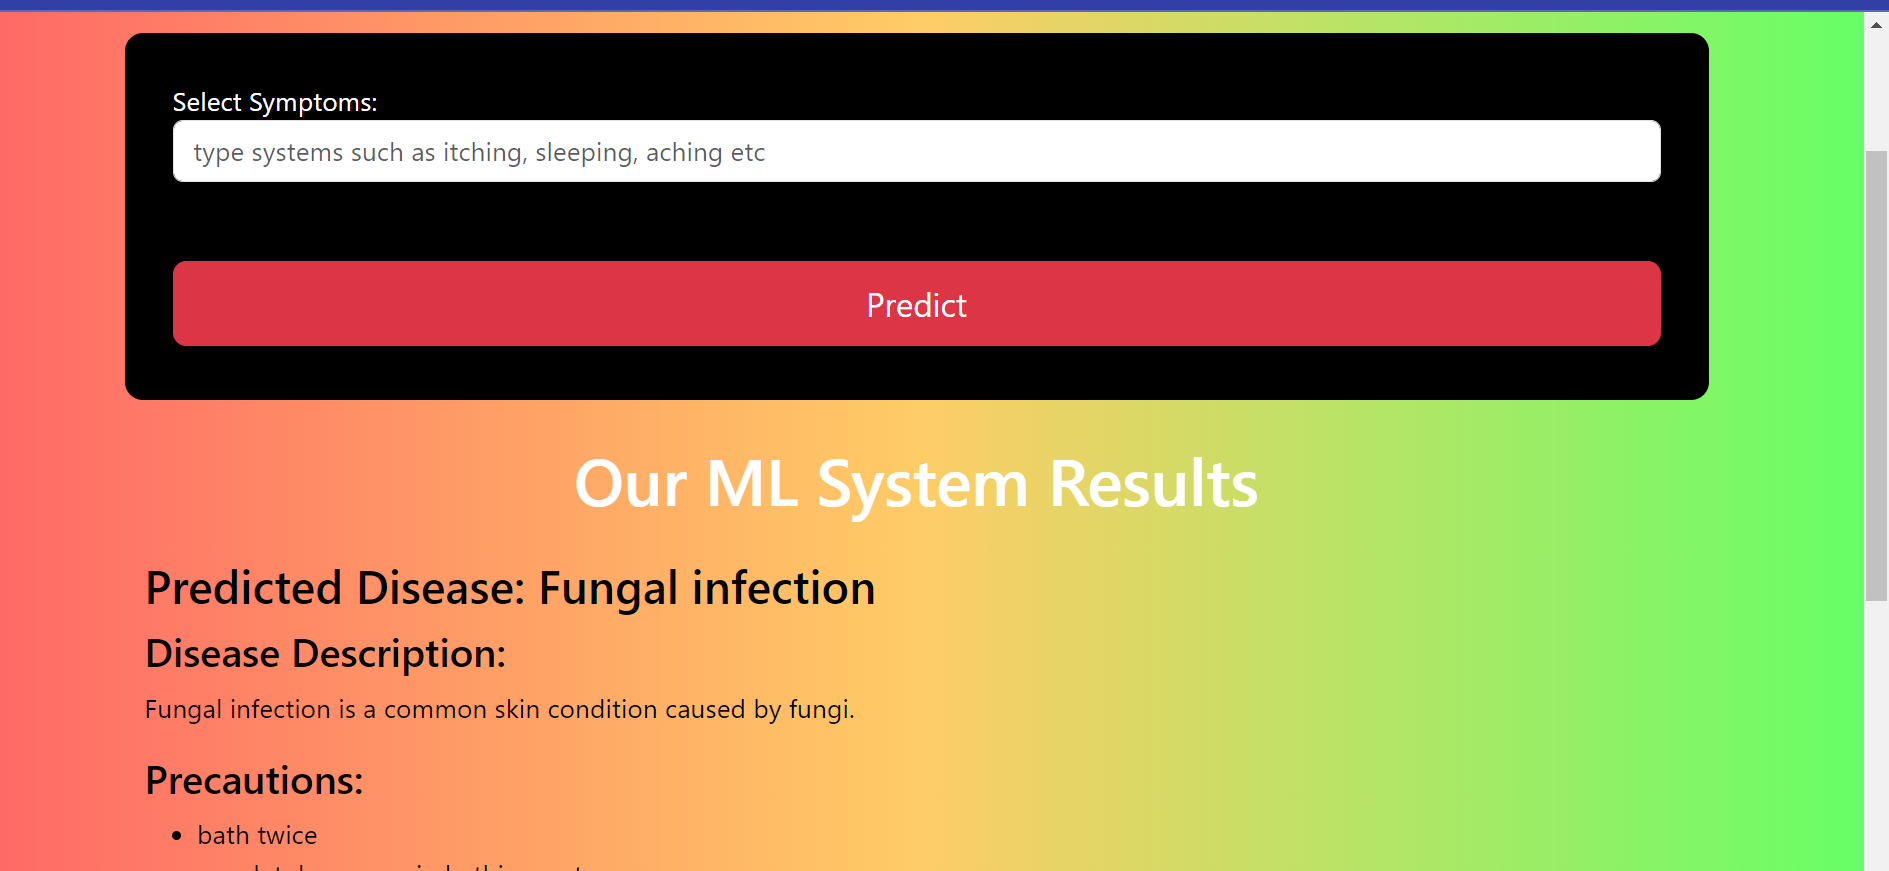 Select Symptoms:
type systems such as itching, sleeping, aching etc
Predict
Our ML System Results
Predicted Disease: Fungal infection
Disease Description:
Fungal infection is a common skin condition caused by fungi.
Precautions:
• bath twice